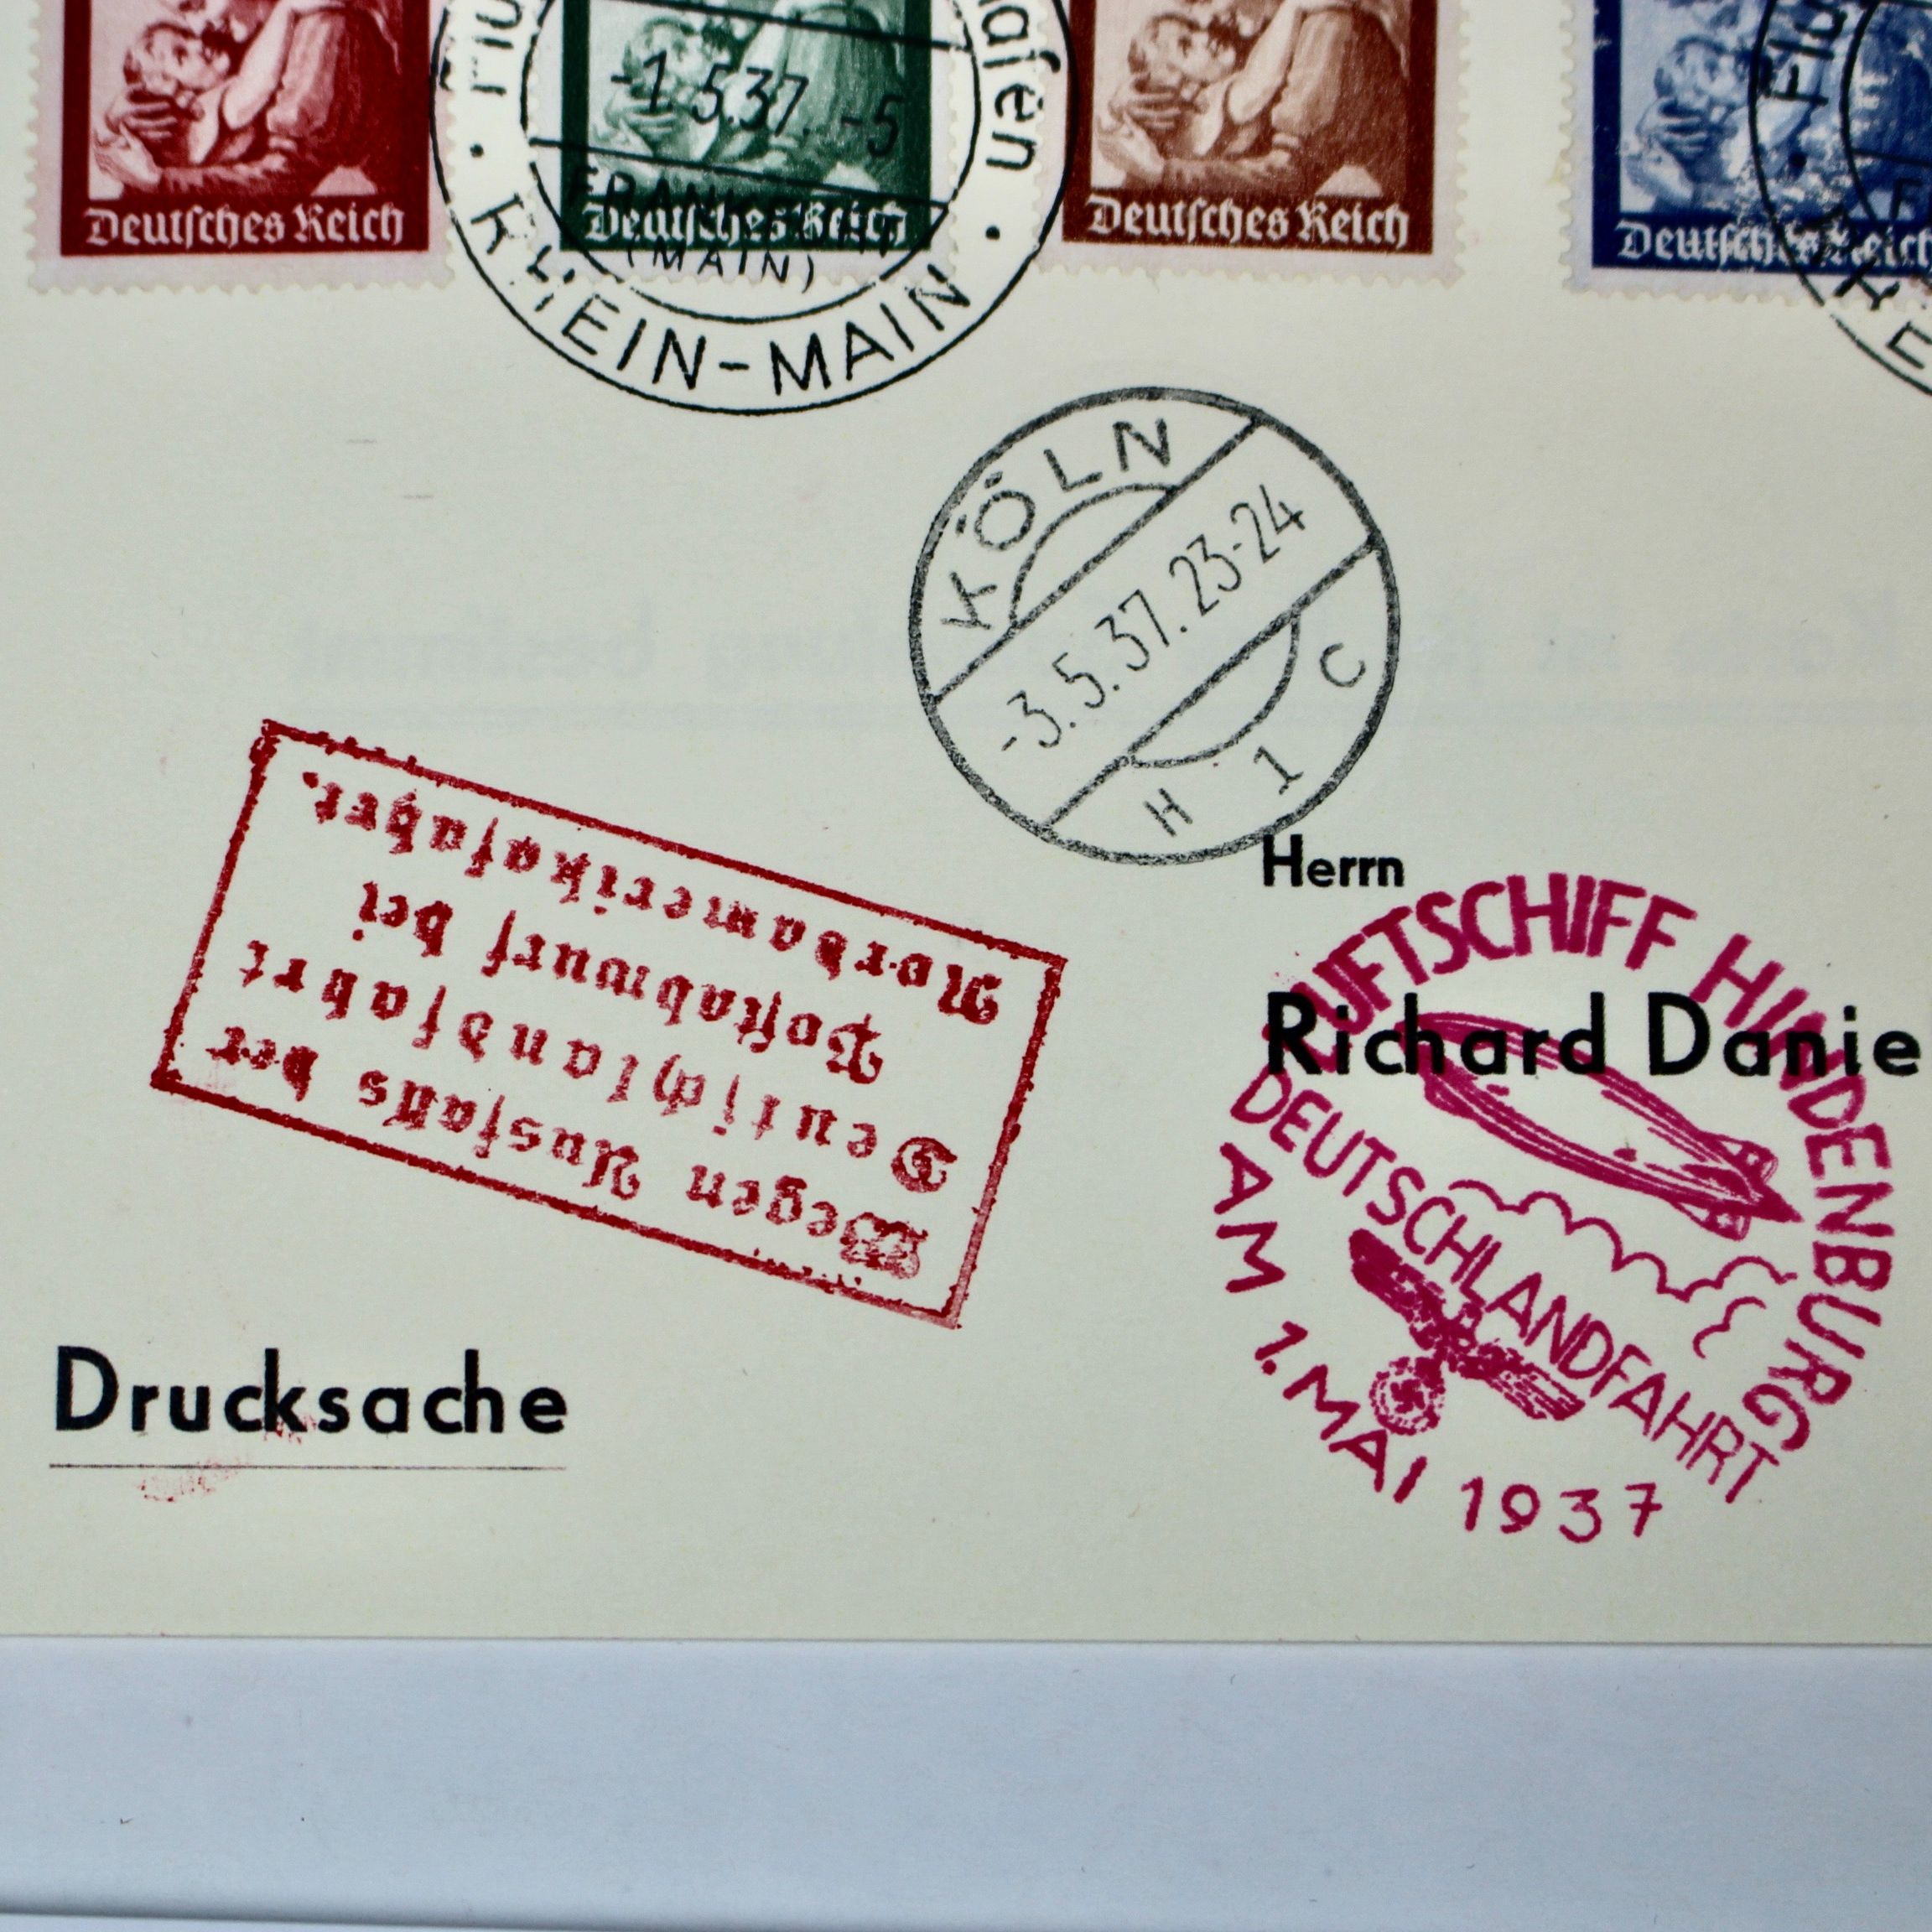 Deutsches Reich
Deutsches Reich
Deutsches Reich
Deutsches Reich
-1.5.37.-5
(MAIN)
RHEIN-MAIN
KÖLN
-3.5.37.23-24
H 1 C
Wegen Ausfalls der
Deutschlandfahrt
Postabwurf bei
Nordamerikafahrt.
Herrn
Richard Danie
LUFTSCHIFF HINDENBURG
DEUTSCHLANDFAHRT
AM 1. MAI 1937
Drucksache